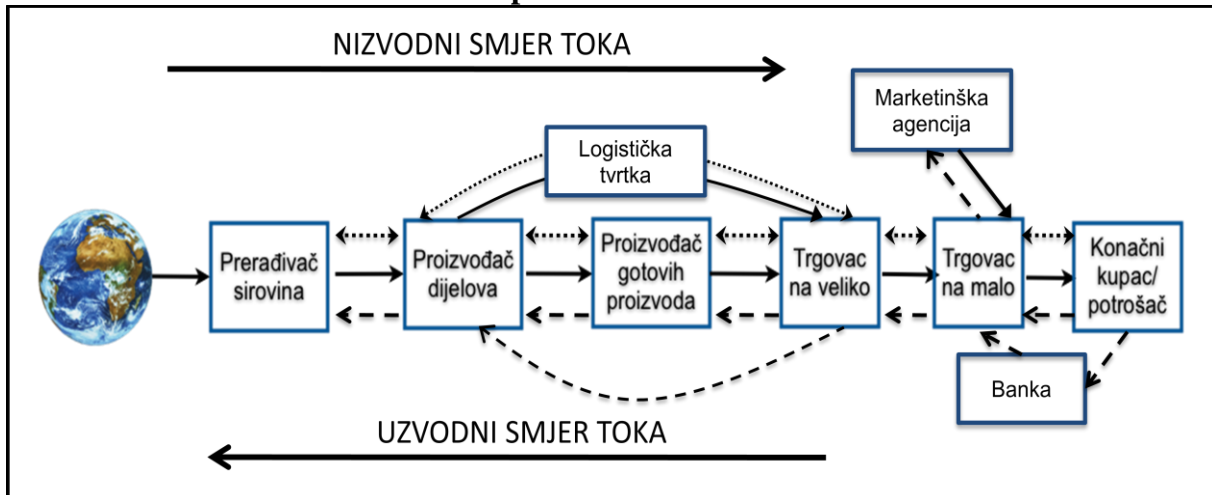 NIZVODNI SMJER TOKA
Marketinška
agencija
Logistička
tvrtka
Prerađivač
sirovina
Proizvođač
dijelova
Proizvođač
gotovih
proizvoda
Trgovac
na veliko
Trgovac
na malo
Konačni
kupac/
potrošač
Banka
UZVODNI SMJER TOKA